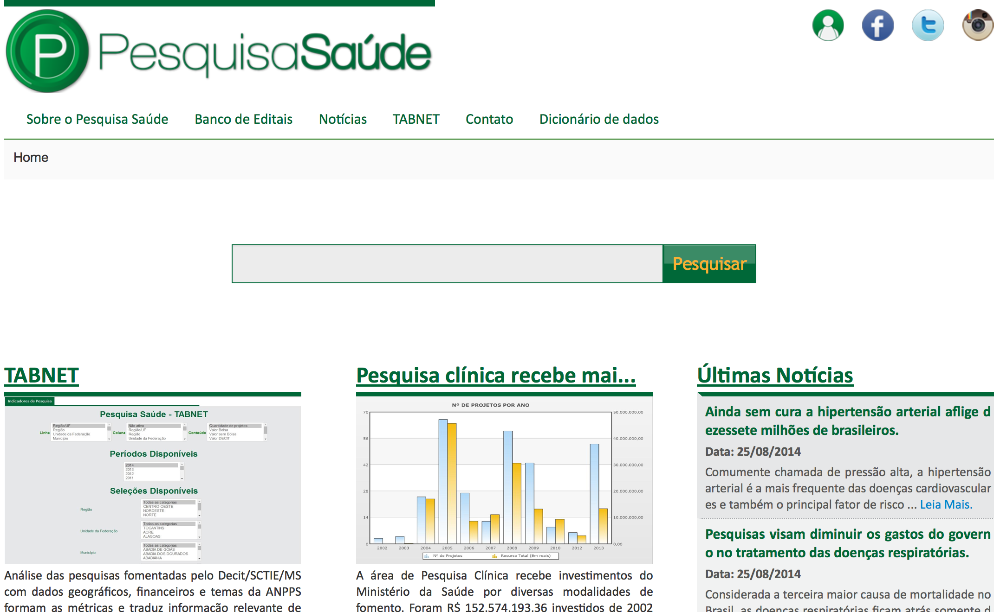 P PesquisaSaúde
Sobre o Pesquisa Saúde Banco de Editais Notícias TABNET Contato Dicionário de dados
Home
Pesquisar
TABNET
Indicadores de Pesquisa
Pesquisa Saúde - TABNET
Linha
Região/UF
Região
Unidade da Federação
Município
Coluna
Não ativa
Região/UF
Região
Unidade da Federação
Conteúdo
Quantidade de projetos
Valor Bolsa
Valor sem Bolsa
Valor DECIT
Períodos Disponíveis
2014
2013
2012
2011
Seleções Disponíveis
Região
Todas as categorias
CENTRO-OESTE
NORDESTE
NORTE
Unidade da Federação
Todas as categorias
TOCANTINS
ACRE
ALAGOAS
Município
Todas as categorias
ABADIA DE GOIÁS
ABADIA DOS DOURADOS
ABADIÂNIA
Análise das pesquisas fomentadas pelo Decit/SCTIE/MS
com dados geográficos, financeiros e temas da ANPPS
formam as métricas e traduz informação relevante de
Pesquisa clínica recebe mai...
Nº DE PROJETOS POR ANO
70 50.000.000,00
56 40.000.000,00
42 30.000.000,00
28 20.000.000,00
14 10.000.000,00
0 0,00
2002 2003 2004 2005 2006 2007 2008 2009 2010 2012 2013
Nº de Projetos Recurso Total (Em reais)
A área de Pesquisa Clínica recebe investimentos do
Ministério da Saúde por diversas modalidades de
fomento. Foram R$ 152.574.193,36 investidos de 2002
Últimas Notícias
Ainda sem cura a hipertensão arterial aflige d
ezessete milhões de brasileiros.
Data: 25/08/2014
Comumente chamada de pressão alta, a hipertensão
arterial é a mais frequente das doenças cardiovascular
es e também o principal fator de risco ... Leia Mais.
Pesquisas visam diminuir os gastos do govern
o no tratamento das doenças respiratórias.
Data: 25/08/2014
Considerada a terceira maior causa de mortalidade no
Brasil, as doenças respiratórias ficam atrás somente d